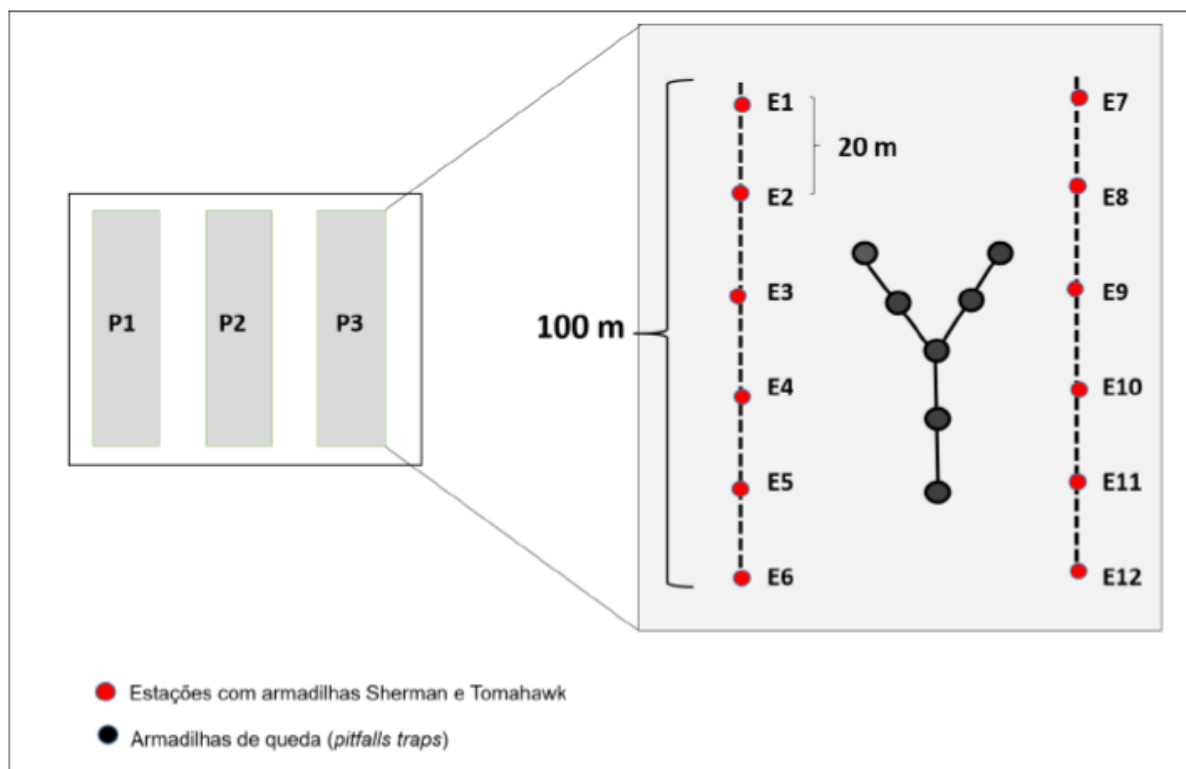 P1 P2 P3
100 m
20 m
E1
E2
E3
E4
E5
E6
E7
E8
E9
E10
E11
E12
Estações com armadilhas Sherman e Tomahawk
Armadilhas de queda (pitfalls traps)